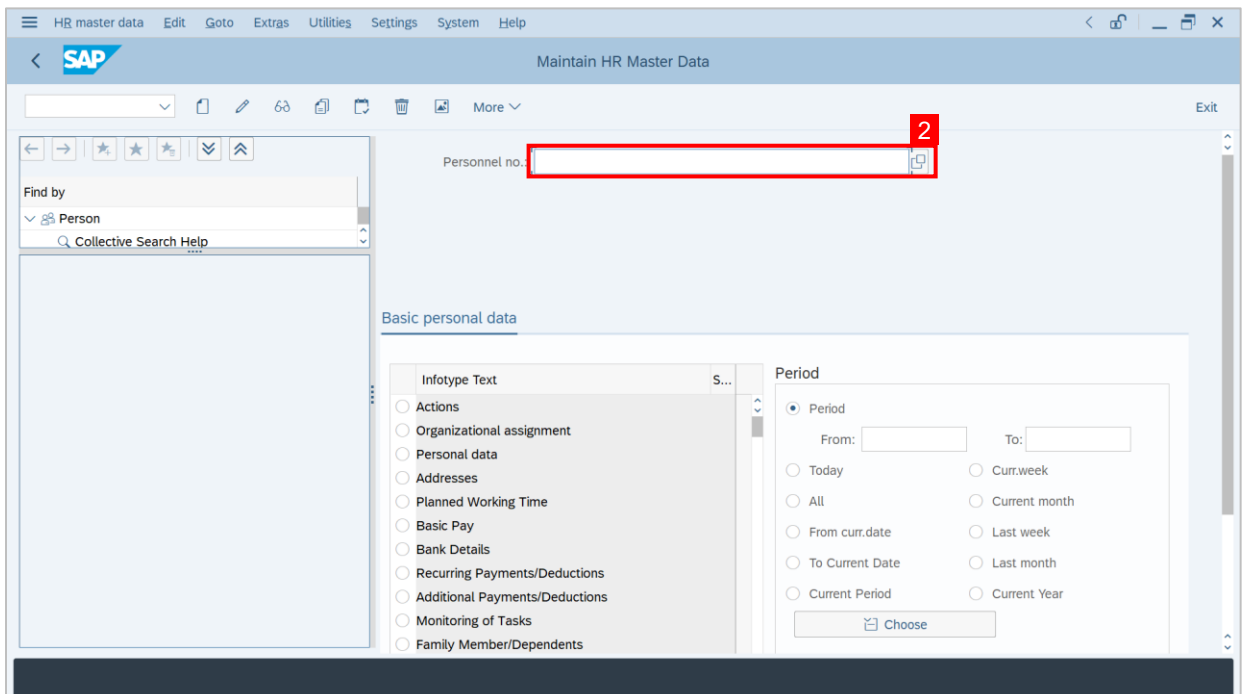 HR master data Edit Goto Extras Utilities Settings System Help
SAP
Maintain HR Master Data
More
Exit
2
Personnel no.:
Find by
Person
Collective Search Help
Basic personal data
Infotype Text S...
Actions
Organizational assignment
Personal data
Addresses
Planned Working Time
Basic Pay
Bank Details
Recurring Payments/Deductions
Additional Payments/Deductions
Monitoring of Tasks
Family Member/Dependents
Period
Period
From: To:
Today Curr.week
All Current month
From curr.date Last week
To Current Date Last month
Current Period Current Year
Choose